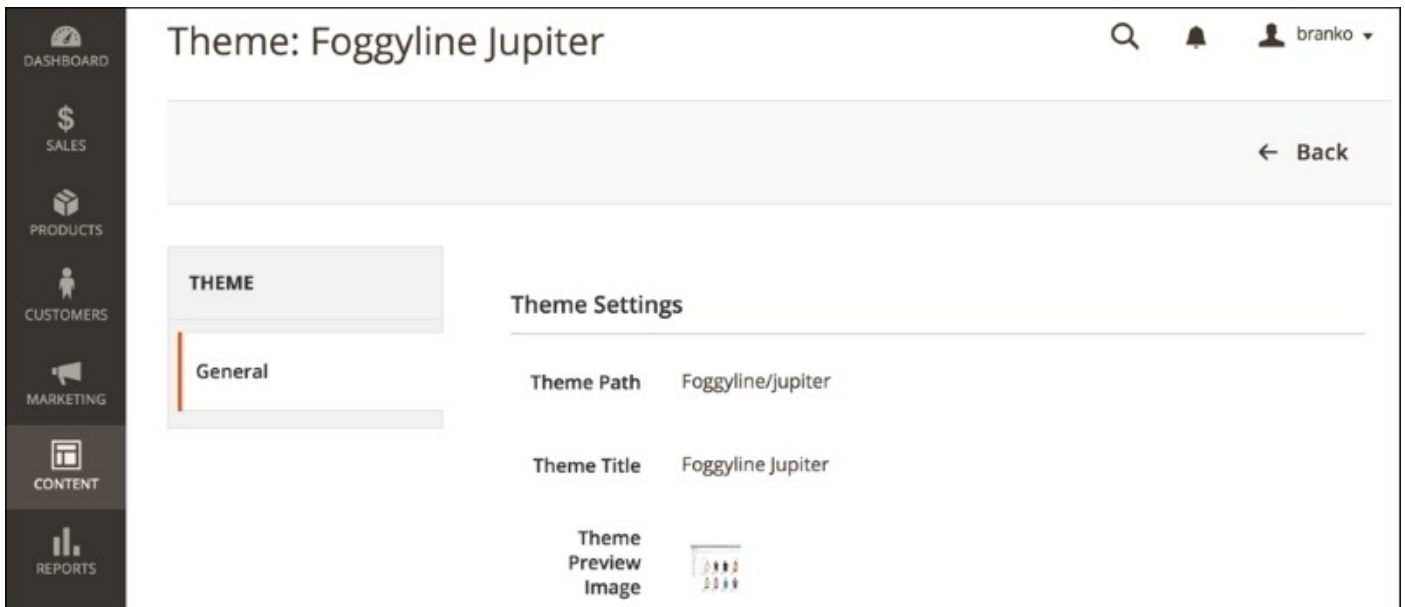 Theme: Foggyline Jupiter
branko
DASHBOARD
$
SALES
Back
PRODUCTS
THEME
CUSTOMERS
Theme Settings
General
Theme Path Foggyline/jupiter
MARKETING
Theme Title Foggyline Jupiter
CONTENT
Theme
Preview
Image
REPORTS